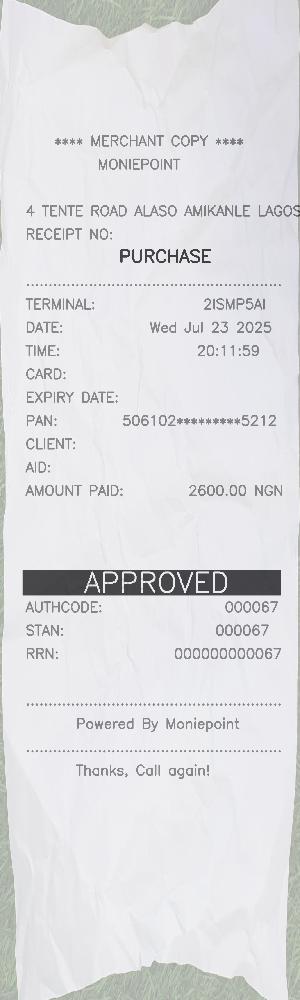 **** MERCHANT COPY ****
MONIEPOINT
4 TENTE ROAD ALASO AMIKANLE LAGOS
RECEIPT NO:
PURCHASE
TERMINAL: 2ISMP5AI
DATE: Wed Jul 23 2025
TIME: 20:11:59
CARD:
EXPIRY DATE:
PAN: 506102*********5212
CLIENT:
AID:
AMOUNT PAID: 2600.00 NGN
APPROVED
AUTHCODE: 000067
STAN: 000067
RRN: 000000000067
Powered By Moniepoint
Thanks, Call again!